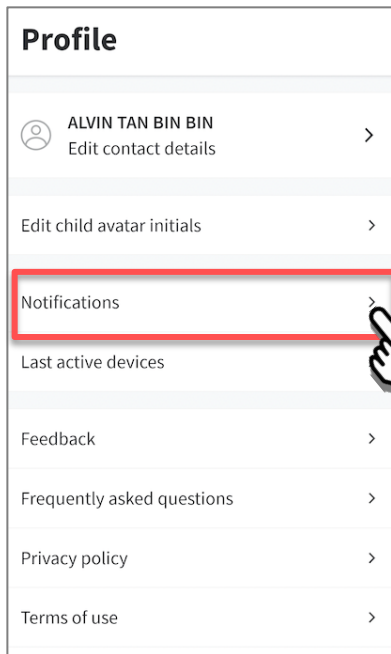 Profile
ALVIN TAN BIN BIN
Edit contact details
Edit child avatar initials
Notifications
Last active devices
Feedback
Frequently asked questions
Privacy policy
Terms of use